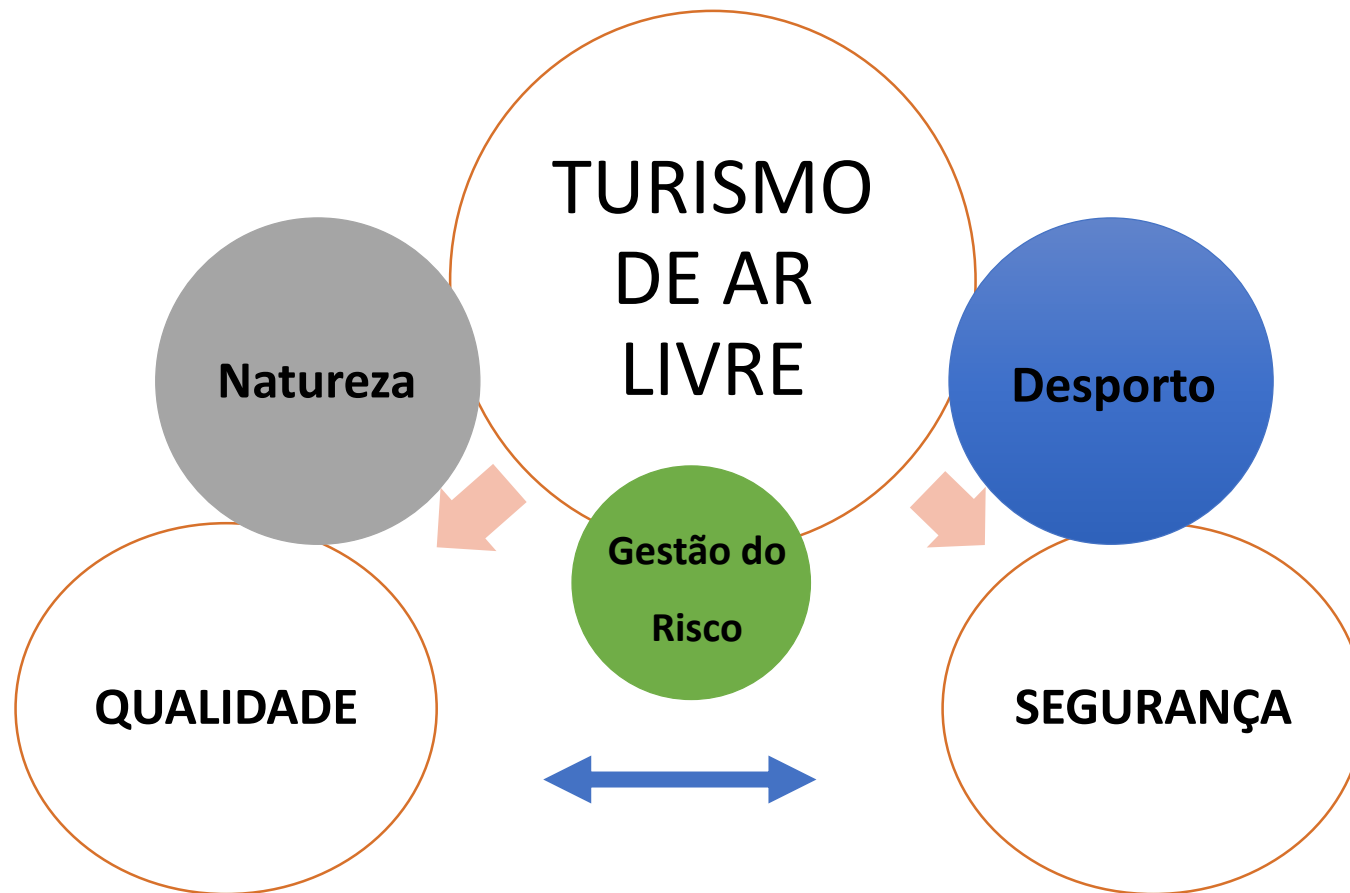 TURISMO
DE AR
LIVRE
Natureza
Desporto
Gestão do
Risco
QUALIDADE
SEGURANÇA